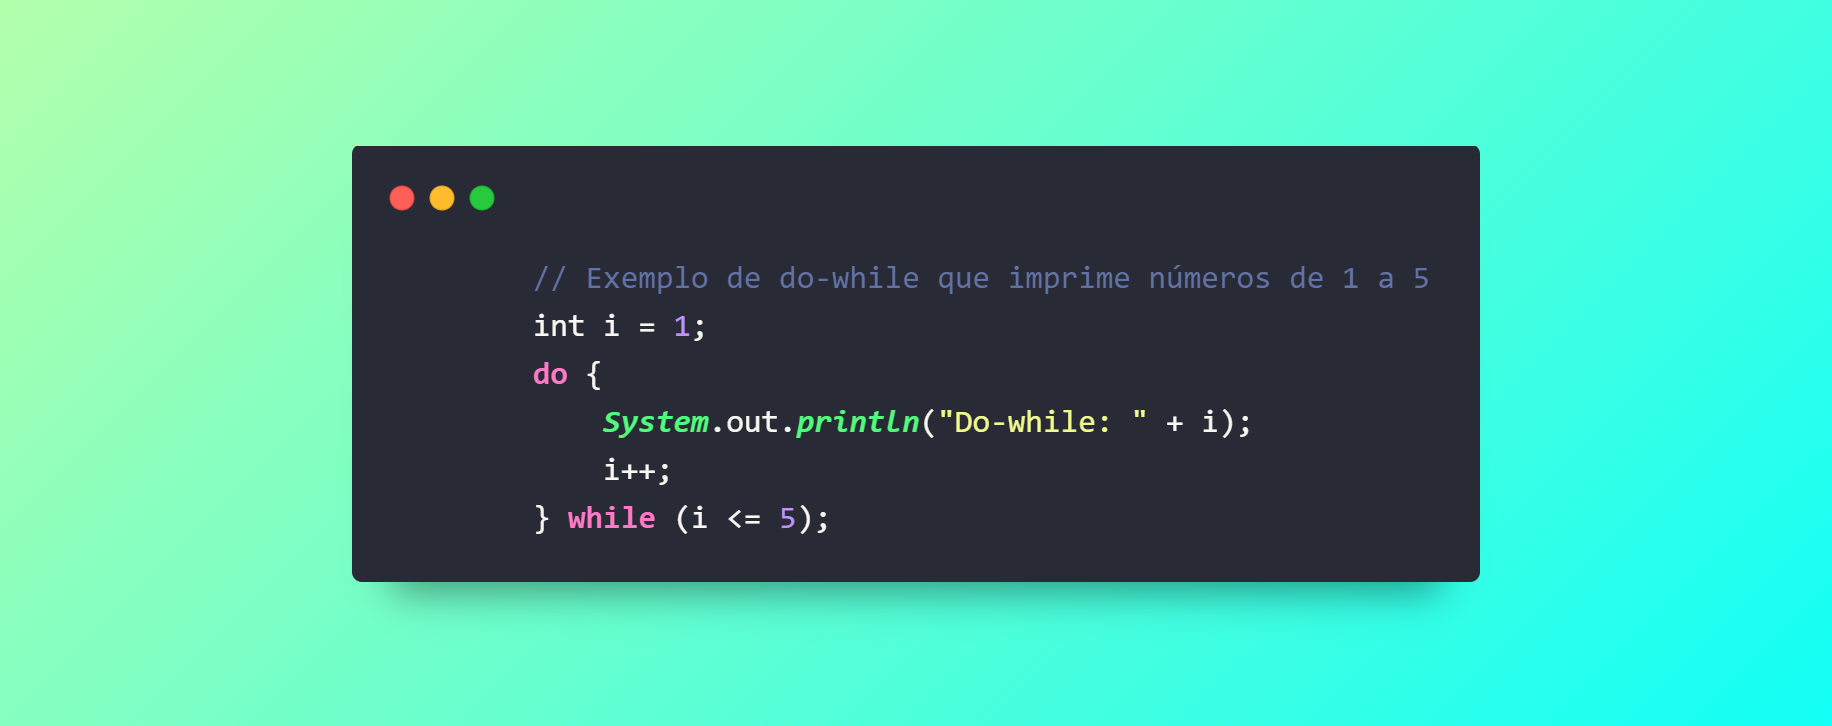 // Exemplo de do-while que imprime números de 1 a 5
int i = 1;
do {
    System.out.println("Do-while: " + i);
    i++;
} while (i <= 5);